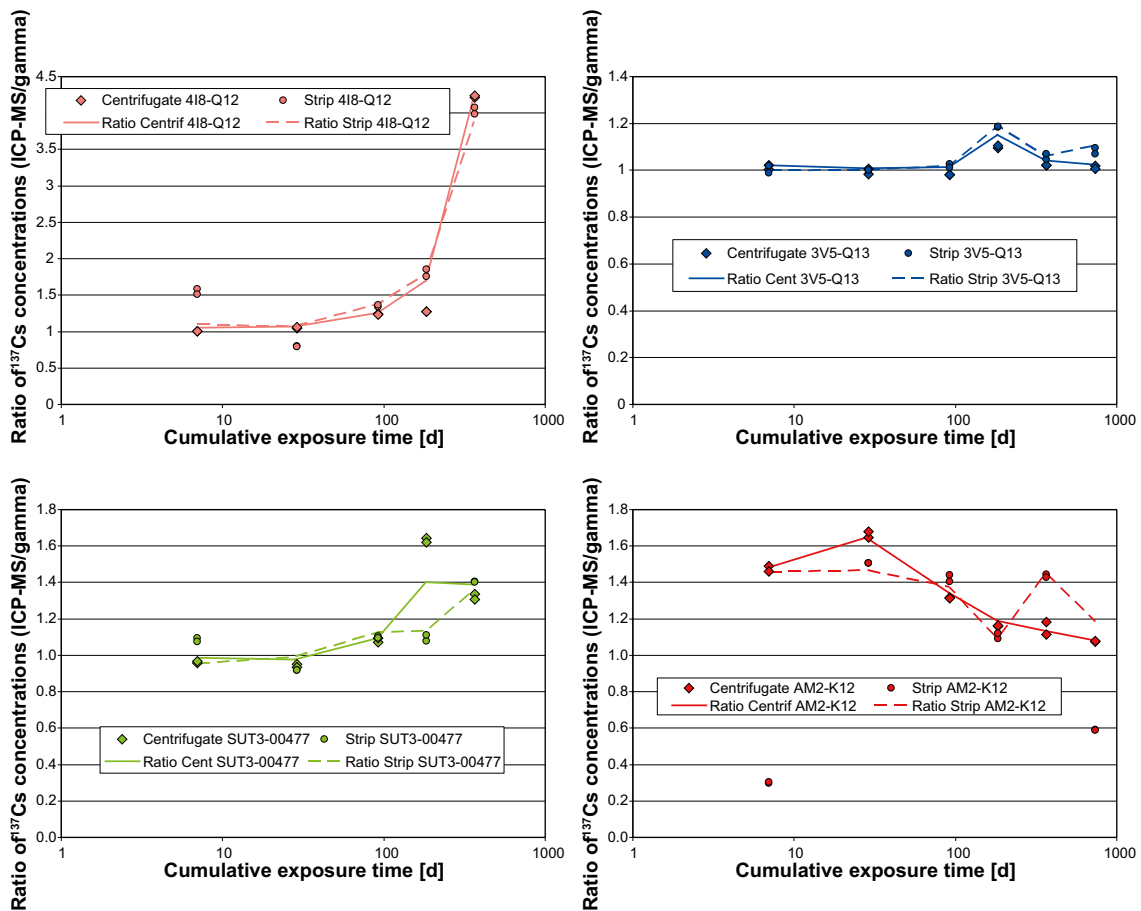 Ratio of ¹³⁷Cs concentrations (ICP-MS/gamma)
4.5
4
3.5
3
2.5
2
1.5
1
0.5
0
Centrifugate 4I8-Q12 Strip 4I8-Q12
Ratio Centrif 4I8-Q12 Ratio Strip 4I8-Q12
1 10 100 1000
Cumulative exposure time [d]
Ratio of ¹³⁷Cs concentrations (ICP-MS/gamma)
1.4
1.2
1
0.8
0.6
0.4
0.2
0
Centrifugate 3V5-Q13 Strip 3V5-Q13
Ratio Cent 3V5-Q13 Ratio Strip 3V5-Q13
1 10 100 1000
Cumulative exposure time [d]
Ratio of ¹³⁷Cs concentrations (ICP-MS/gamma)
1.8
1.6
1.4
1.2
1.0
0.8
0.6
0.4
0.2
0.0
Centrifugate SUT3-00477 Strip SUT3-00477
Ratio Cent SUT3-00477 Ratio Strip SUT3-00477
1 10 100 1000
Cumulative exposure time [d]
Ratio of ¹³⁷Cs concentrations (ICP-MS/gamma)
1.8
1.6
1.4
1.2
1.0
0.8
0.6
0.4
0.2
0.0
Centrifugate AM2-K12 Strip AM2-K12
Ratio Centrif AM2-K12 Ratio Strip AM2-K12
1 10 100 1000
Cumulative exposure time [d]